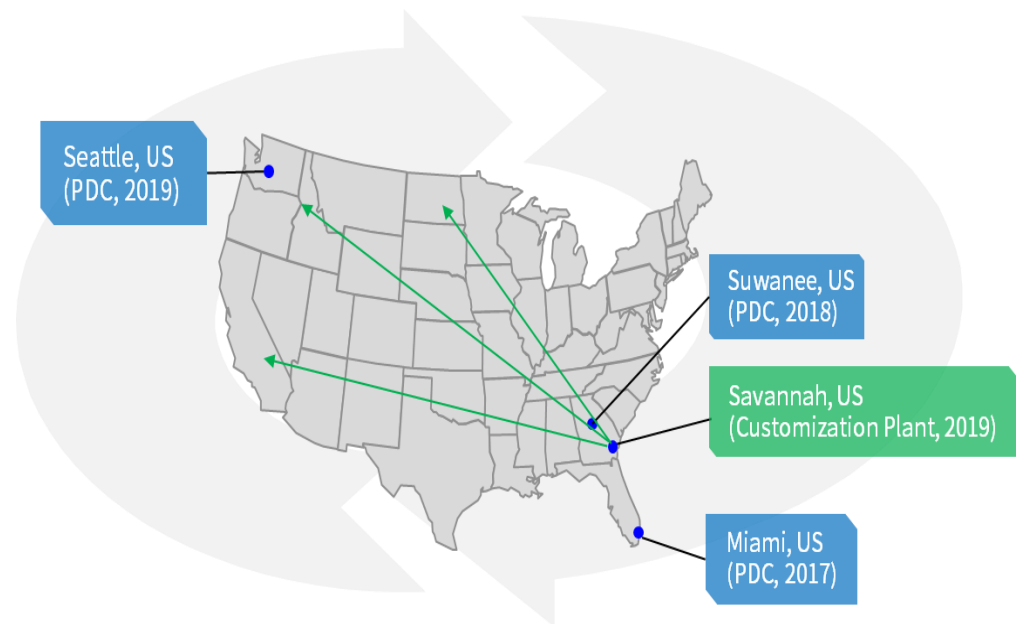 Seattle, US
(PDC, 2019)
Suwanee, US
(PDC, 2018)
Savannah, US
(Customization Plant, 2019)
Miami, US
(PDC, 2017)